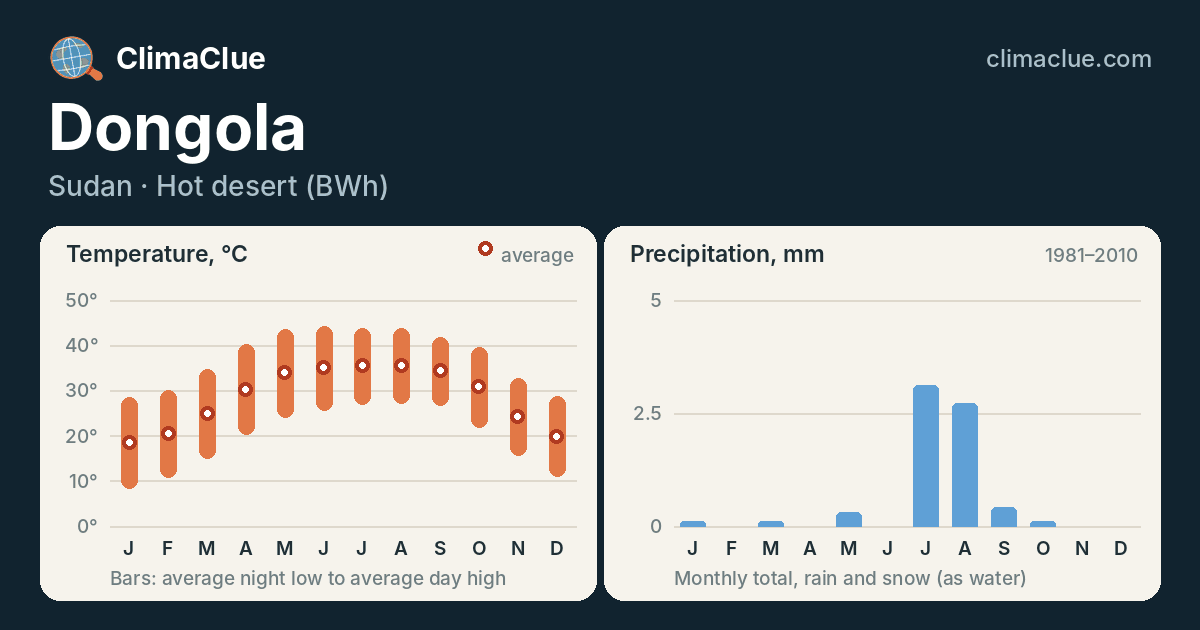 ClimaClue
climaclue.com
Dongola
Sudan · Hot desert (BWh)
Temperature, °C
average
50°
40°
30°
20°
10°
0°
J F M A M J J A S O N D
Bars: average night low to average day high
Precipitation, mm
1981–2010
5
2.5
0
J F M A M J J A S O N D
Monthly total, rain and snow (as water)